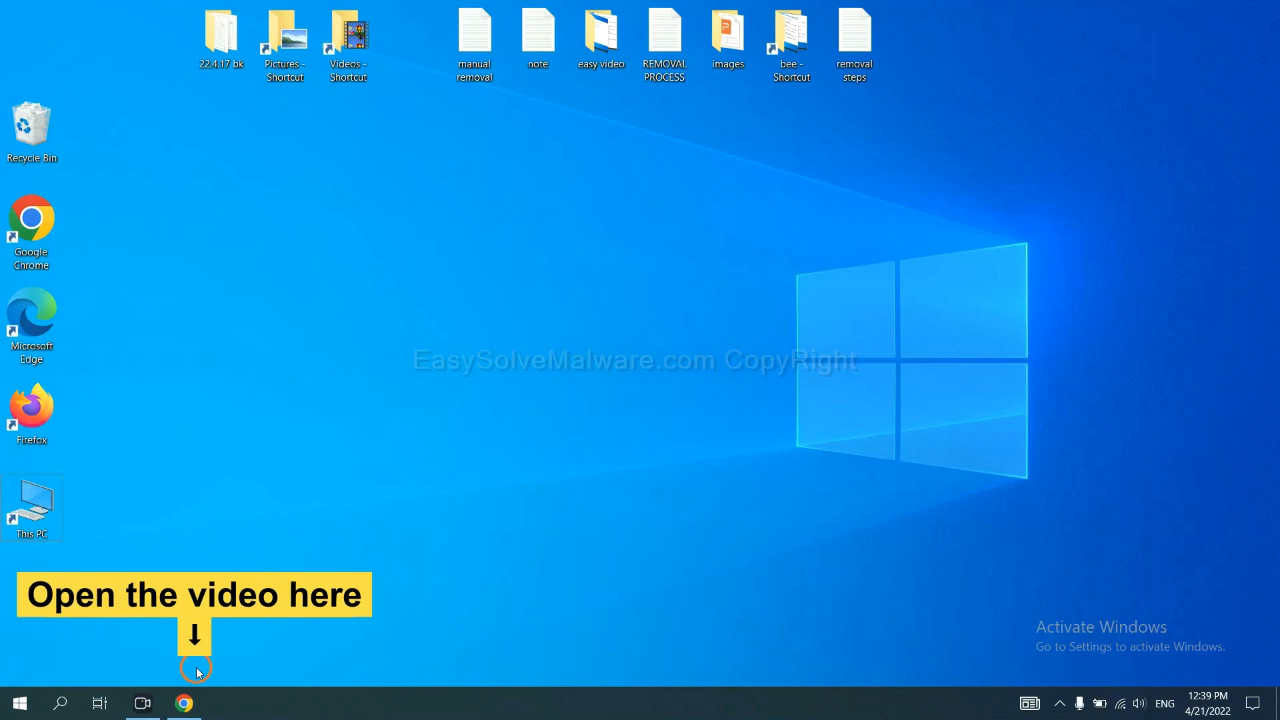 22.4.17 bk
Pictures -
Shortcut
Videos -
Shortcut
manual
removal
note
easy video
REMOVAL
PROCESS
images
bee -
Shortcut
removal
steps
Recycle Bin
Google
Chrome
Microsoft
Edge
Firefox
This PC
EasySolveMalware.com CopyRight
Open the video here
Activate Windows
Go to Settings to activate Windows.
ENG
12:39 PM
4/21/2022